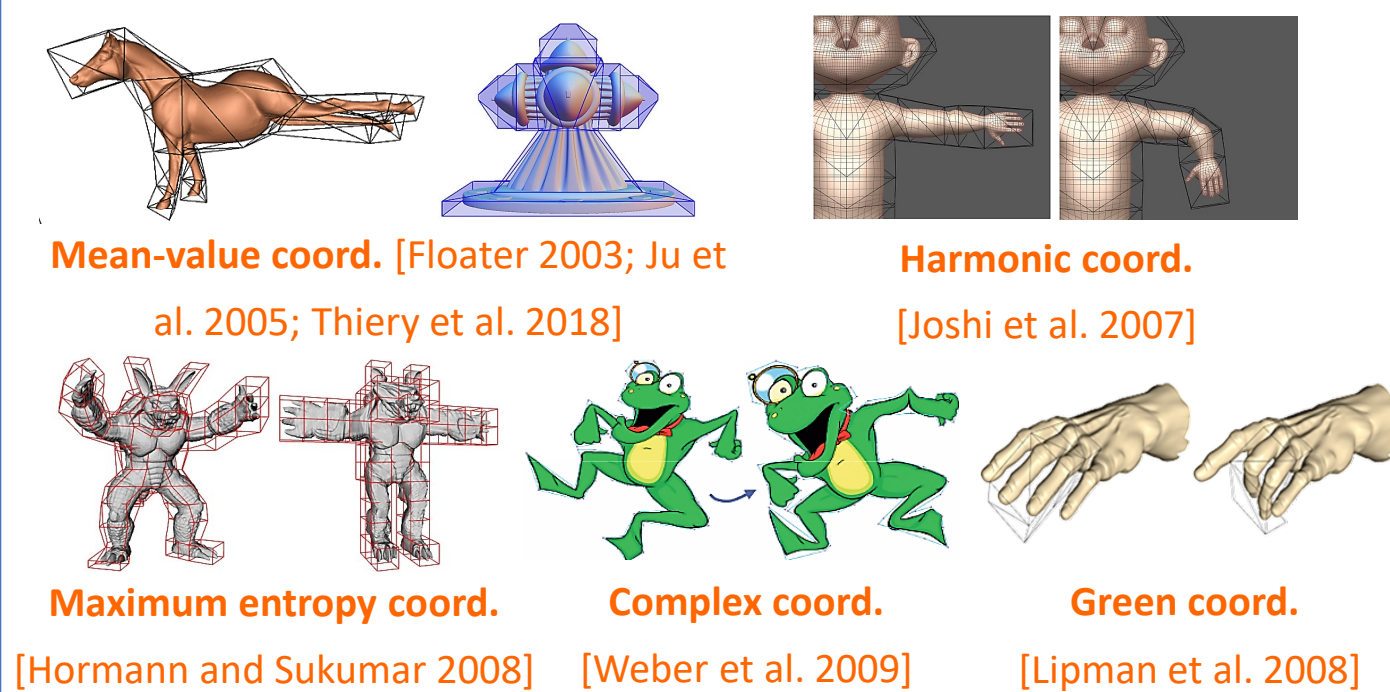 Mean-value coord. [Floater 2003; Ju et
al. 2005; Thiery et al. 2018]
Harmonic coord.
[Joshi et al. 2007]
Maximum entropy coord.
[Hormann and Sukumar 2008]
Complex coord.
[Weber et al. 2009]
Green coord.
[Lipman et al. 2008]